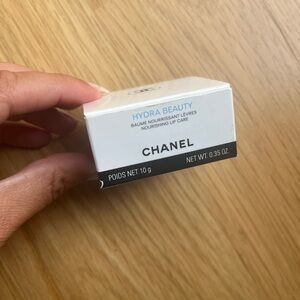 HYDRA BEAUTY
BAUME NOURRISSANT LÈVRES
NOURISHING LIP CARE
CHANEL
POIDS NET 10 g
NET WT. 0.35 OZ.